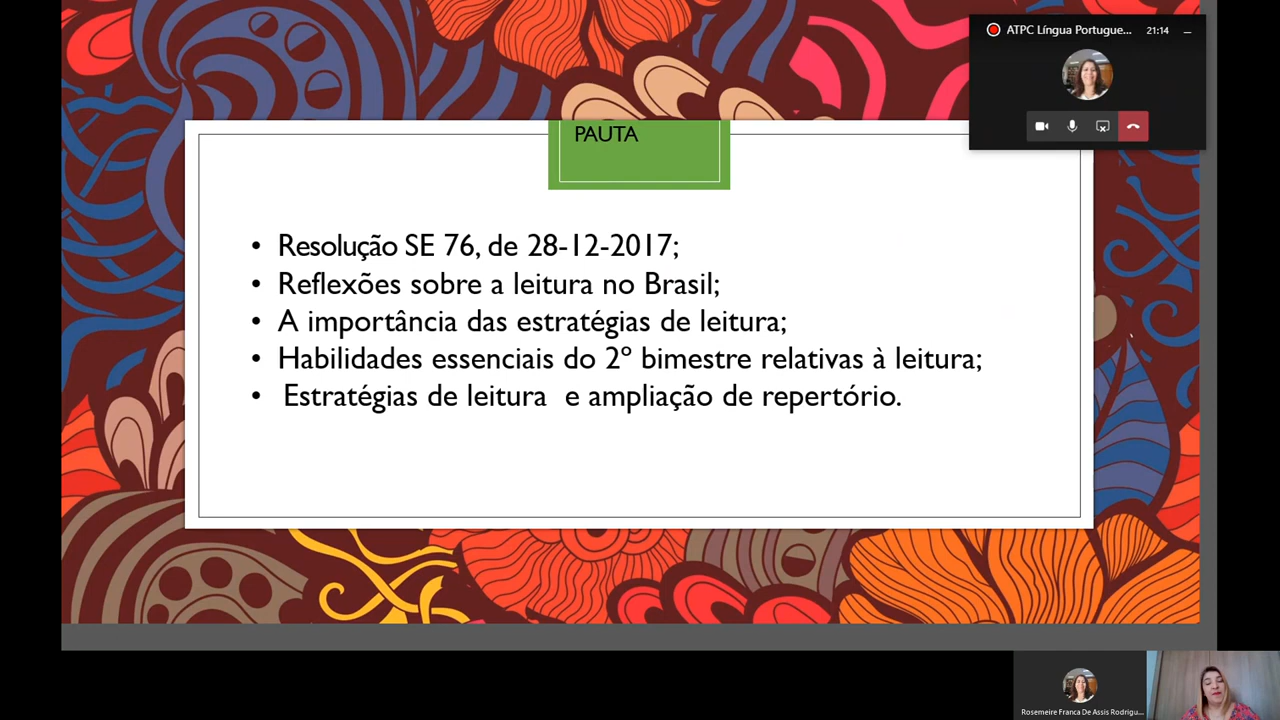 ATPC Língua Portugue... 21:14
PAUTA
• Resolução SE 76, de 28-12-2017;
• Reflexões sobre a leitura no Brasil;
• A importância das estratégias de leitura;
• Habilidades essenciais do 2º bimestre relativas à leitura;
• Estratégias de leitura e ampliação de repertório.
Rosemeire Franca De Assis Rodrigu...